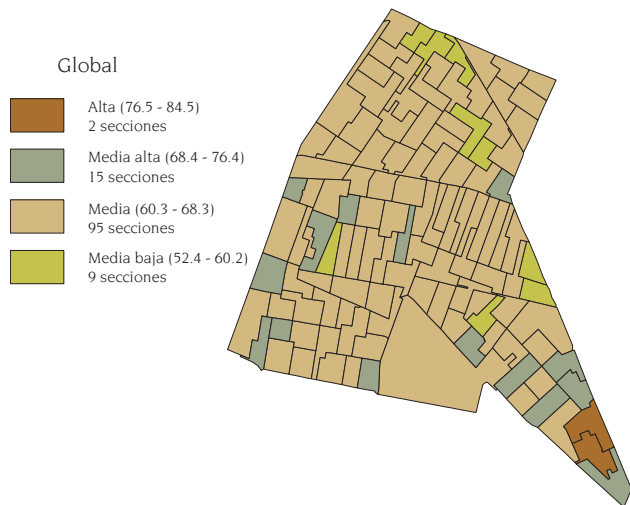 Global
Alta (76.5 - 84.5)
2 secciones
Media alta (68.4 - 76.4)
15 secciones
Media (60.3 - 68.3)
95 secciones
Media baja (52.4 - 60.2)
9 secciones